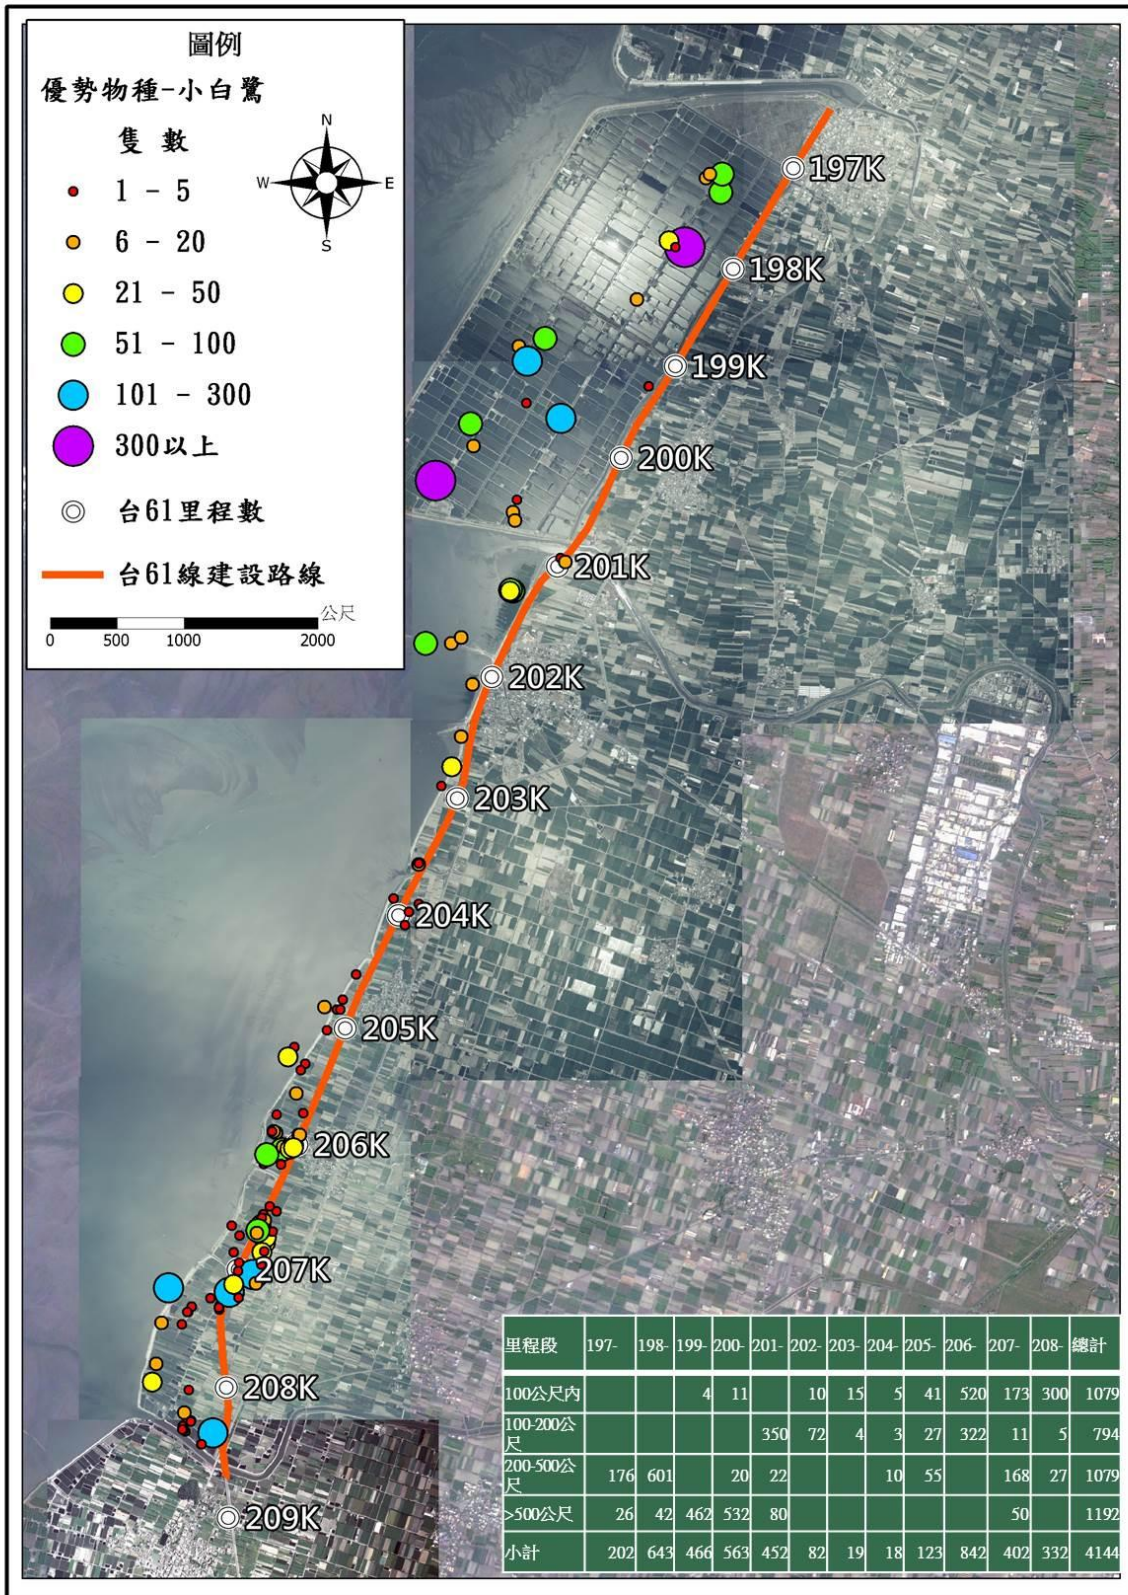 圖例
優勢物種-小白鷺
隻 數
N
W E
S
1 - 5
6 - 20
21 - 50
51 - 100
101 - 300
300以上
台61里程數
台61線建設路線
公尺
0 500 1000 2000
197K
198K
199K
200K
201K
202K
203K
204K
205K
206K
207K
208K
209K
里程段 197- 198- 199- 200- 201- 202- 203- 204- 205- 206- 207- 208- 總計
100公尺內 4 11 10 15 5 41 520 173 300 1079
100-200公
尺 350 72 4 3 27 322 11 5 794
200-500公
尺 176 601 20 22 10 55 168 27 1079
>500公尺 26 42 462 532 80 50 1192
小計 202 643 466 563 452 82 19 18 123 842 402 332 4144